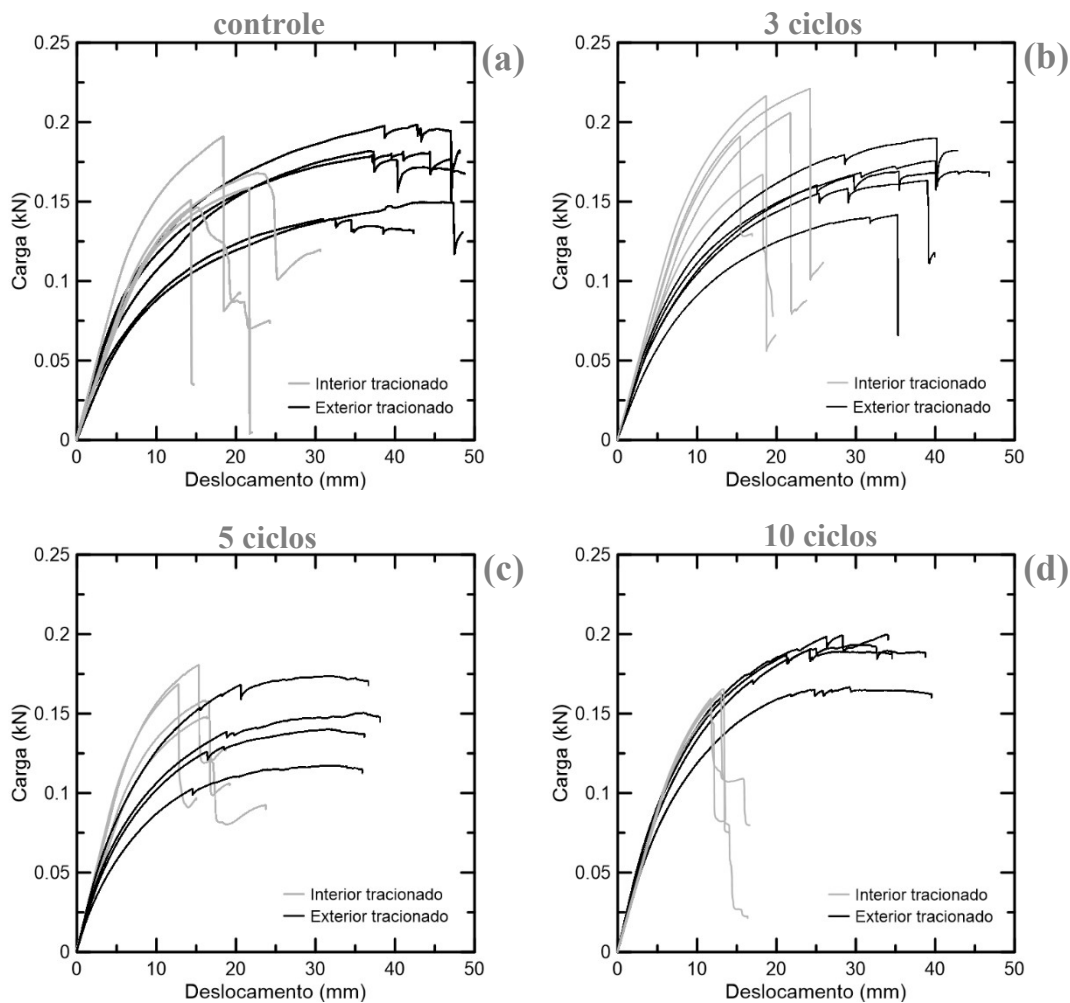 controle
(a)
0.25
0.2
0.15
0.1
0.05
0
Carga (kN)
Interior tracionado
Exterior tracionado
0 10 20 30 40 50
Deslocamento (mm)
3 ciclos
(b)
0.25
0.2
0.15
0.1
0.05
0
Carga (kN)
Interior tracionado
Exterior tracionado
0 10 20 30 40 50
Deslocamento (mm)
5 ciclos
(c)
0.25
0.2
0.15
0.1
0.05
0
Carga (kN)
Interior tracionado
Exterior tracionado
0 10 20 30 40 50
Deslocamento (mm)
10 ciclos
(d)
0.25
0.2
0.15
0.1
0.05
0
Carga (kN)
Interior tracionado
Exterior tracionado
0 10 20 30 40 50
Deslocamento (mm)